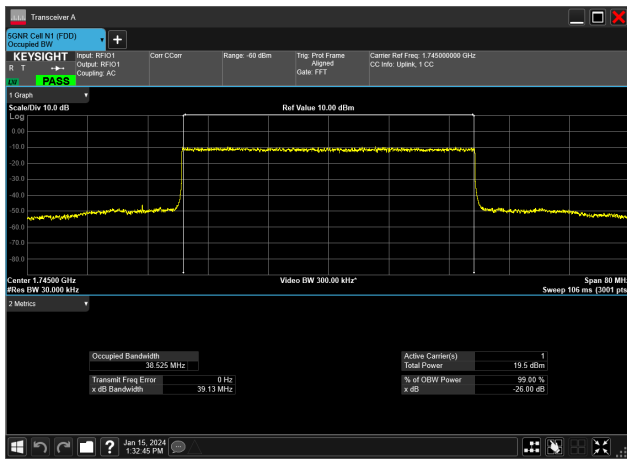 Transceiver A
5GNR Cell N1 (FDD)
Occupied BW
KEYSIGHT
R T
PASS
Input: RFIO1
Output: RFIO1
Coupling: AC
Corr CCorr
Range: -60 dBm
Trig: Prot Frame
Aligned
Gate: FFT
Carrier Ref Freq: 1.745000000 GHz
CC Info: Uplink, 1 CC
1 Graph
Scale/Div 10.0 dB
Ref Value 10.00 dBm
Log
0.00
-10.0
-20.0
-30.0
-40.0
-50.0
-60.0
-70.0
-80.0
Center 1.74500 GHz
Video BW 300.00 kHz*
Span 80 MH
#Res BW 30.000 kHz
Sweep 106 ms (3001 pts
2 Metrics
Occupied Bandwidth
38.525 MHz
Transmit Freq Error 0 Hz
x dB Bandwidth 39.13 MHz
Active Carrier(s) 1
Total Power 19.5 dBm
% of OBW Power 99.00 %
x dB -26.00 dB
?
Jan 15, 2024
1:32:45 PM